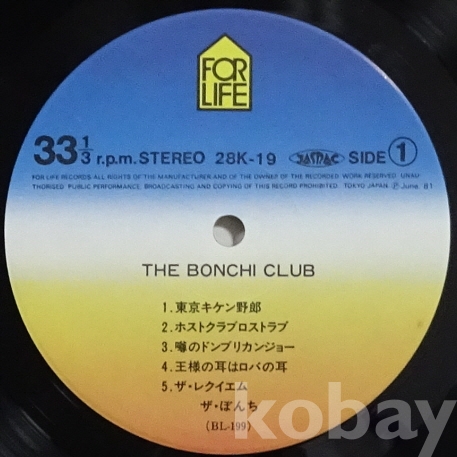 FOR
LIFE
33 1/3 r.p.m. STEREO 28K-19 JASRAC SIDE 1
FOR LIFE RECORDS ALL RIGHTS OF THE MANUFACTURER AND OF THE OWNER OF THE RECORDED WORK RESERVED. UNAU-
THORISED PUBLIC PERFORMANCE, BROADCASTING AND COPYING OF THIS RECORD PROHIBITED. TOKYO JAPAN. Ⓟ June, 81
THE BONCHI CLUB
1. 東京キケン野郎
2. ホストクラブロストラブ
3. 噂のドンブリカンジョー
4. 王様の耳はロバの耳
5. ザ・レクイエム
ザ・ぼんち
(BL-199)
kobay